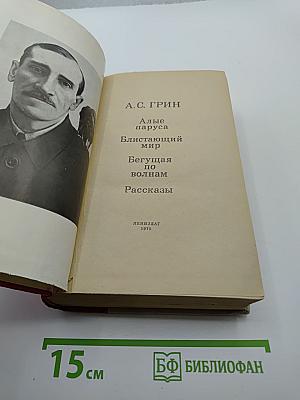 А.С. ГРИН
Алые
паруса
Блистающий
мир
Бегущая
по
волнам
Рассказы
ЛЕНИЗДАТ
15 см
БФ БИБЛИОФАН